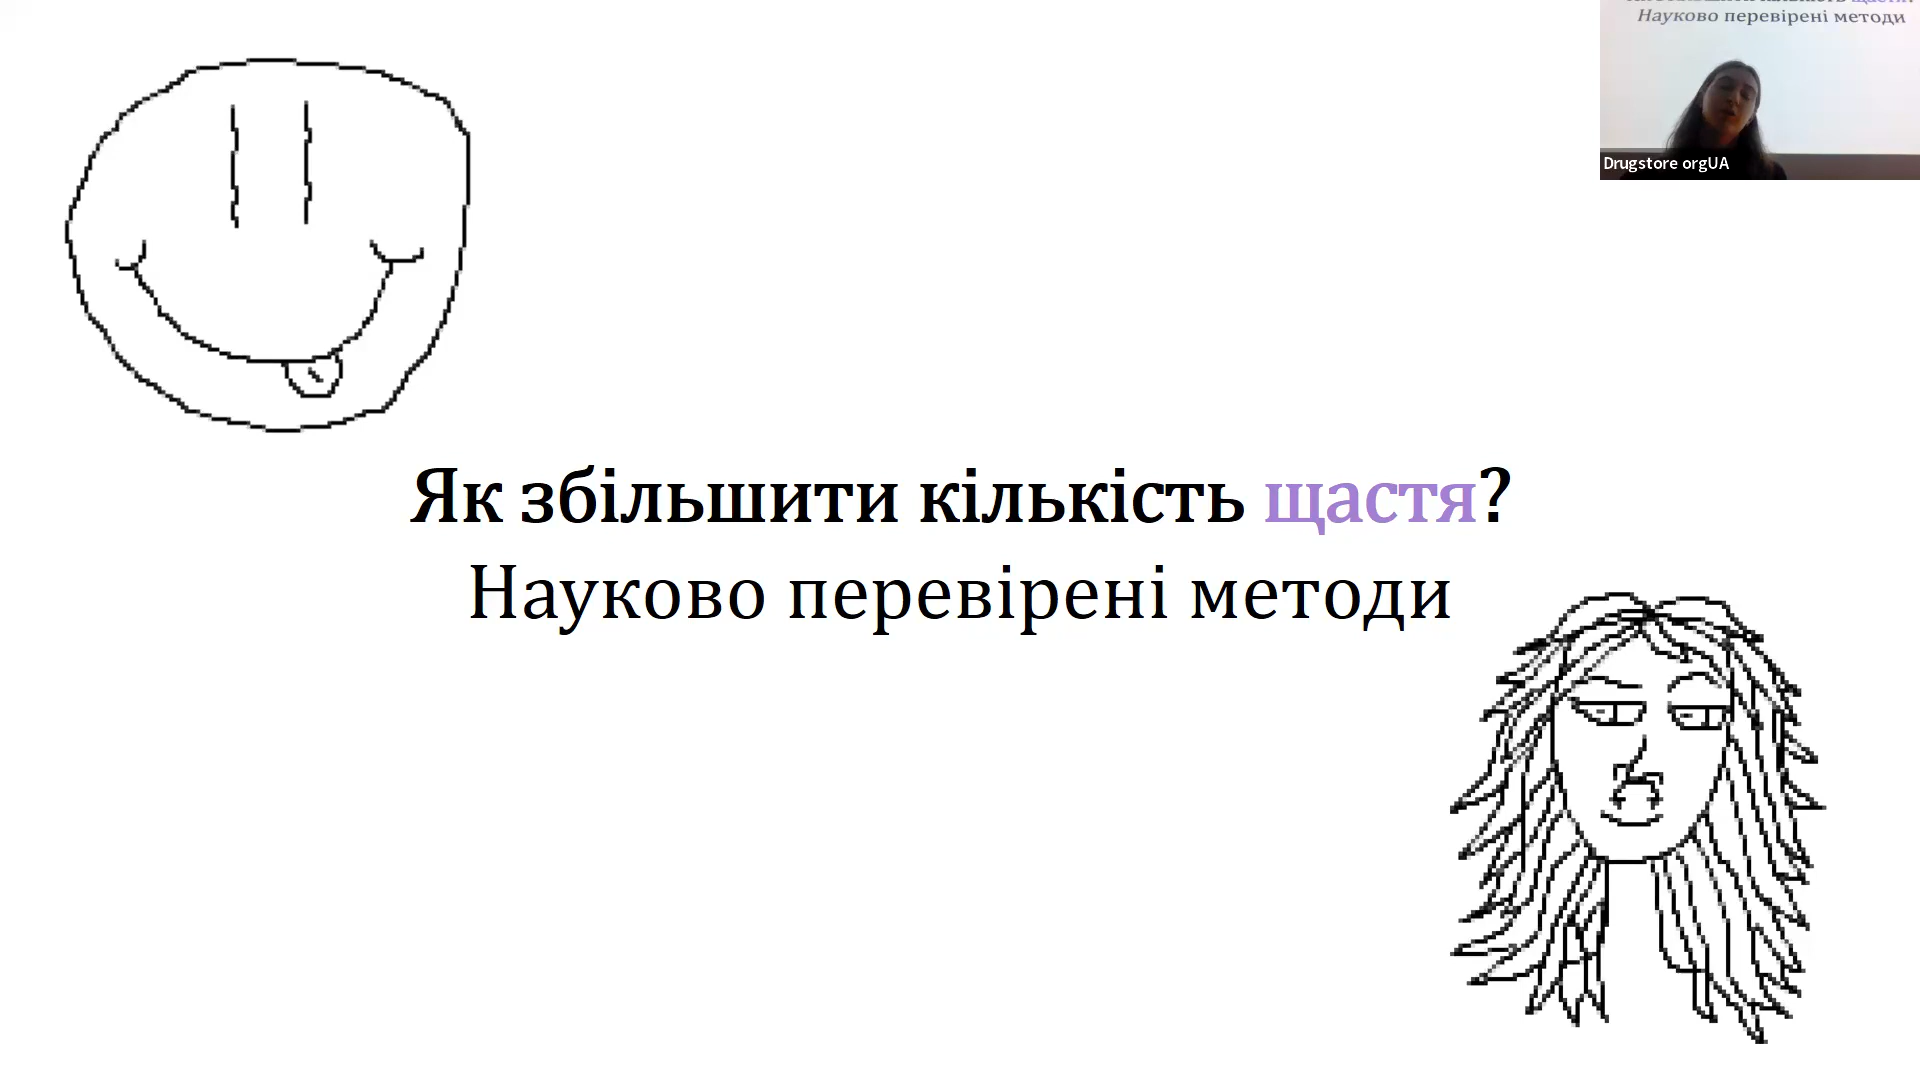 Як збільшити кількість щастя?
Науково перевірені методи
Науково перевірені методи
Drugstore orgUA